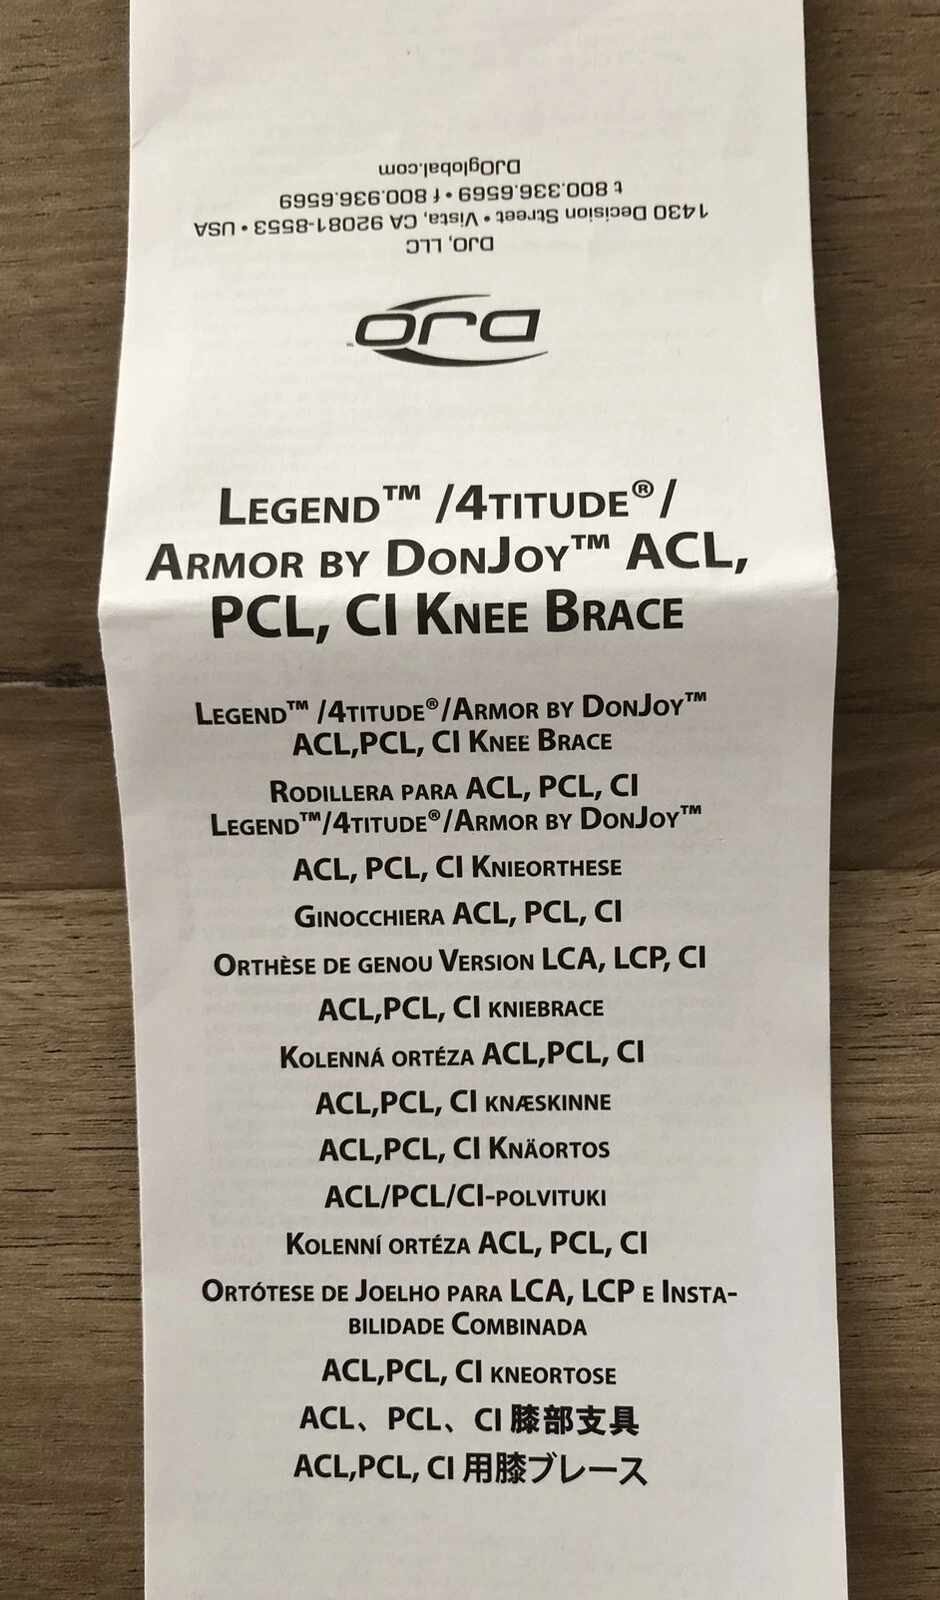 DJO, LLC
1430 Decision Street • Vista, CA 92081-8553 • USA
t 800.336.6569 • f 800.936.6569
DJOglobal.com
DJO™
LEGEND™ /4TITUDE®/
ARMOR BY DONJOY™ ACL,
PCL, CI KNEE BRACE
LEGEND™ /4TITUDE®/ARMOR BY DONJOY™
ACL,PCL, CI KNEE BRACE
RODILLERA PARA ACL, PCL, CI
LEGEND™/4TITUDE®/ARMOR BY DONJOY™
ACL, PCL, CI KNIEORTHESE
GINOCCHIERA ACL, PCL, CI
ORTHÈSE DE GENOU VERSION LCA, LCP, CI
ACL,PCL, CI KNIEBRACE
KOLENNÁ ORTÉZA ACL,PCL, CI
ACL,PCL, CI KNÆSKINNE
ACL,PCL, CI KNÄORTOS
ACL/PCL/CI-POLVITUKI
KOLENNÍ ORTÉZA ACL, PCL, CI
ORTÓTESE DE JOELHO PARA LCA, LCP E INSTA-
BILIDADE COMBINADA
ACL,PCL, CI KNEORTOSE
ACL、PCL、CI 膝部支具
ACL,PCL, CI 用膝ブレース